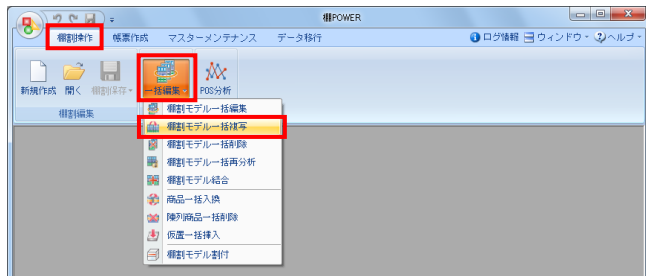 棚POWER
棚割操作 帳票作成 マスターメンテナンス データ移行 ログ情報 ウィンドウ ヘルプ
新規作成 開く 棚割保存 一括編集 POS分析
棚割編集
棚割モデル一括編集
棚割モデル一括複写
棚割モデル一括削除
棚割モデル一括再分析
棚割モデル結合
商品一括入換
陳列商品一括削除
仮置一括挿入
棚割モデル割付